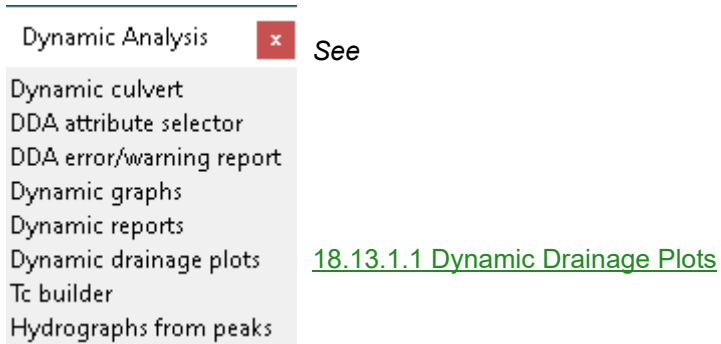 Dynamic Analysis x
See
Dynamic culvert
DDA attribute selector
DDA error/warning report
Dynamic graphs
Dynamic reports
Dynamic drainage plots 18.13.1.1 Dynamic Drainage Plots
Tc builder
Hydrographs from peaks